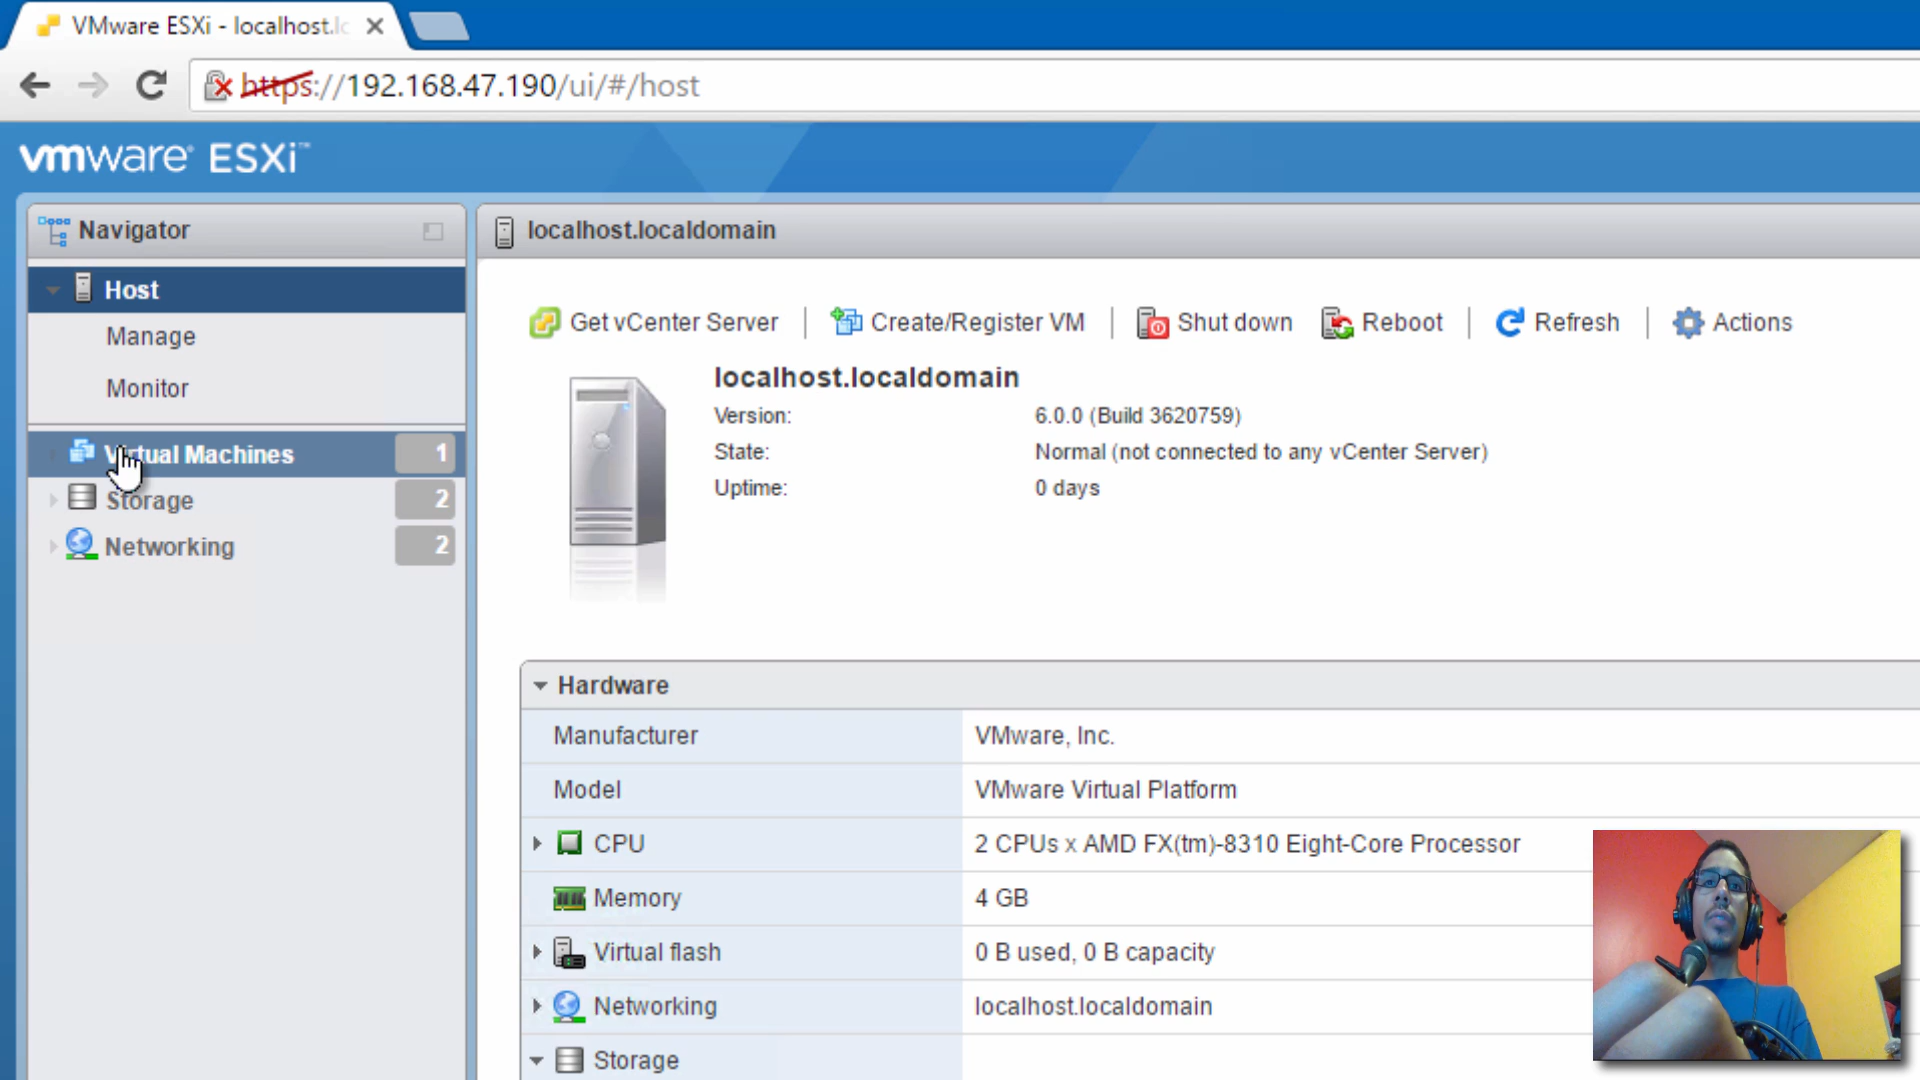 VMware ESXi - localhost.lo
https://192.168.47.190/ui/#/host
vmware® ESXi™
Navigator
Host
Manage
Monitor
Virtual Machines 1
Storage 2
Networking 2
localhost.localdomain
Get vCenter Server | Create/Register VM | Shut down Reboot | Refresh | Actions
localhost.localdomain
Version: 6.0.0 (Build 3620759)
State: Normal (not connected to any vCenter Server)
Uptime: 0 days
Hardware
Manufacturer VMware, Inc.
Model VMware Virtual Platform
CPU 2 CPUs x AMD FX(tm)-8310 Eight-Core Processor
Memory 4 GB
Virtual flash 0 B used, 0 B capacity
Networking localhost.localdomain
Storage